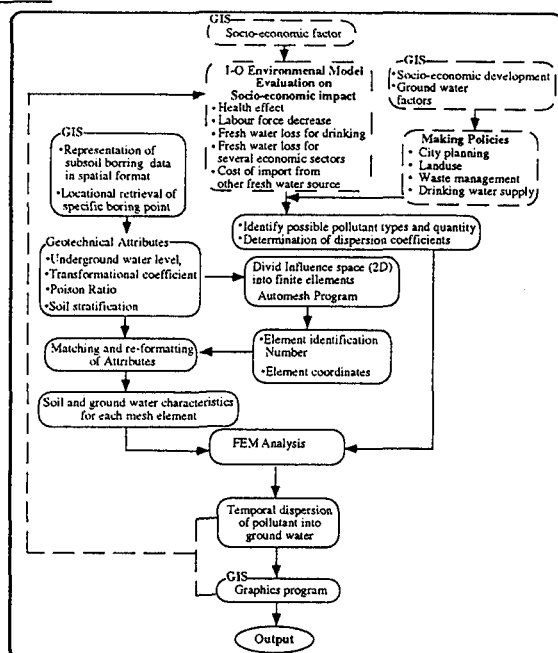 GIS
Socio-economic factor
I-O Environmenal Model
Evaluation on
Socio-economic impact
•Health effect
•Labour force decrease
•Fresh water loss for drinking
•Fresh water loss for
several economic sectors
•Cost of import from
other fresh water source
GIS
•Socio-economic development
•Ground water
factors
Making Policies
• City planning
• Landuse
• Waste management
• Drinking water supply
GIS
•Representation of
subsoil borring data
in spatial format
•Locational retrieval of
specific boring point
•Identify possible pollutant types and quantity
•Determination of dispersion coefficients
Geotechnical Attributes
•Underground water level,
•Transformational coefficient
•Poison Ratio
•Soil stratification
Divid Influence space (2D)
into finite ellements
Automesh Program
Matching and re-formatting
of Attributes
•Element identification
Number
•Element coordinates
Soil and ground water characteristics
for each mesh element
FEM Analysis
Temporal dispersion
of pollutant into
ground water
GIS
Graphics program
Output